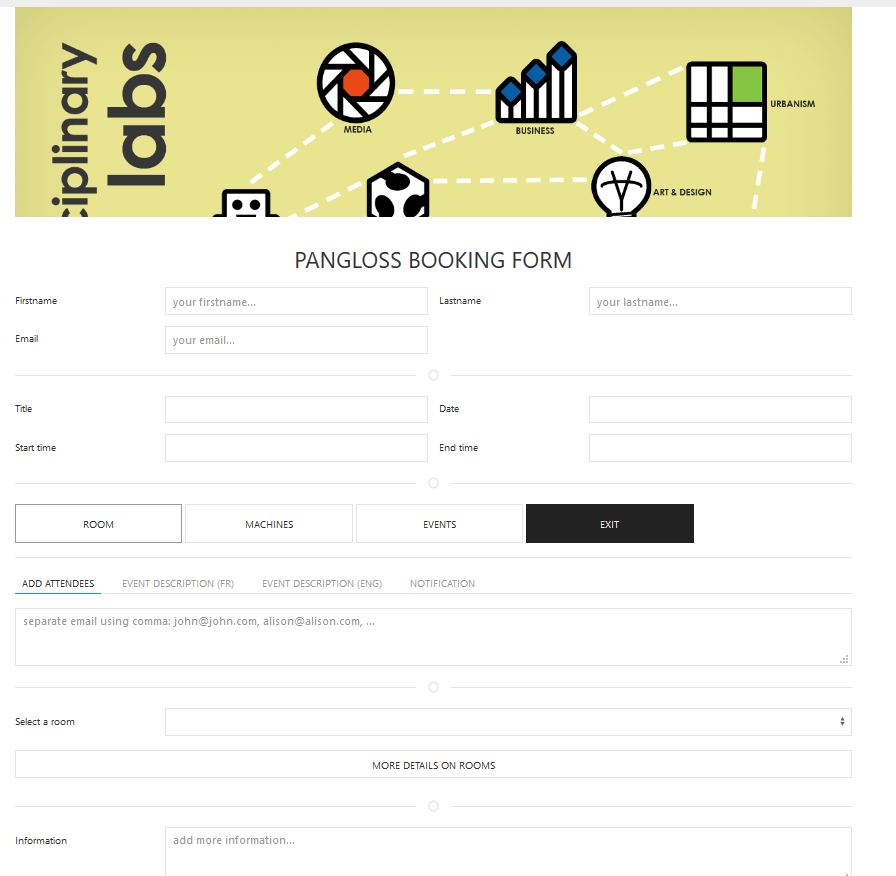 ciplinary
labs
MEDIA
BUSINESS
URBANISM
ART & DESIGN
PANGLOSS BOOKING FORM
Firstname your firstname... Lastname your lastname...
Email your email...
Title Date
Start time End time
ROOM MACHINES EVENTS EXIT
ADD ATTENDEES EVENT DESCRIPTION (FR) EVENT DESCRIPTION (ENG) NOTIFICATION
separate email using comma: john@john.com, alison@alison.com, ...
Select a room
MORE DETAILS ON ROOMS
Information add more information...